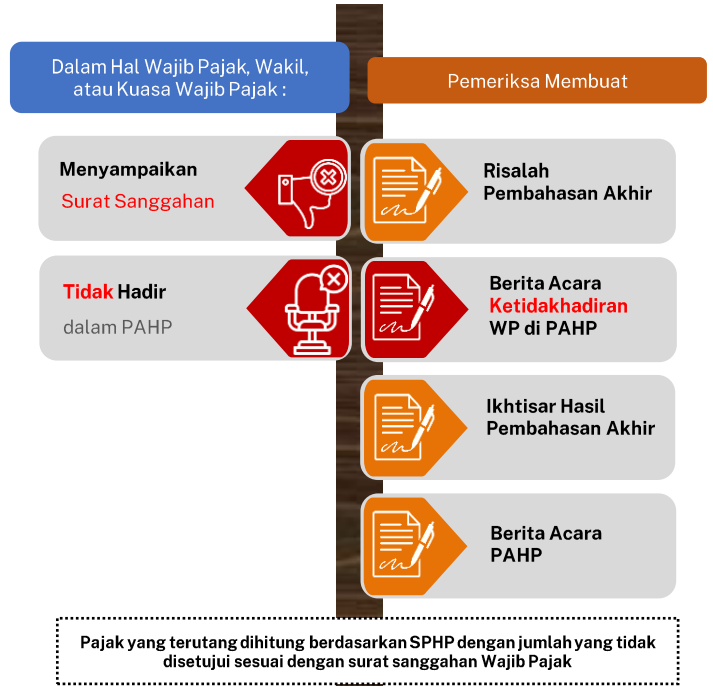 Dalam Hal Wajib Pajak, Wakil,
atau Kuasa Wajib Pajak :
Pemeriksa Membuat
Menyampaikan
Surat Sanggahan
Risalah
Pembahasan Akhir
Tidak Hadir
dalam PAHP
Berita Acara
Ketidakhadiran
WP di PAHP
Ikhtisar Hasil
Pembahasan Akhir
Berita Acara
PAHP
Pajak yang terutang dihitung berdasarkan SPHP dengan jumlah yang tidak
disetujui sesuai dengan surat sanggahan Wajib Pajak